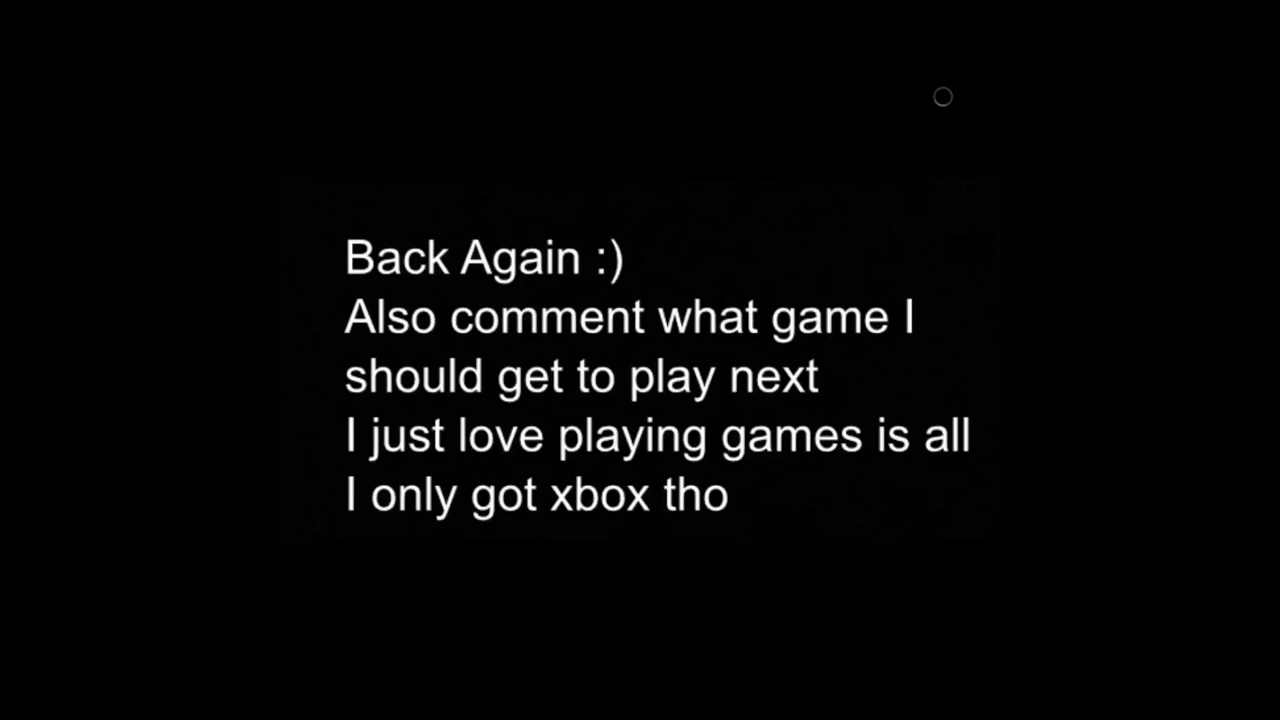 Back Again :)
Also comment what game I
should get to play next
I just love playing games is all
I only got xbox tho